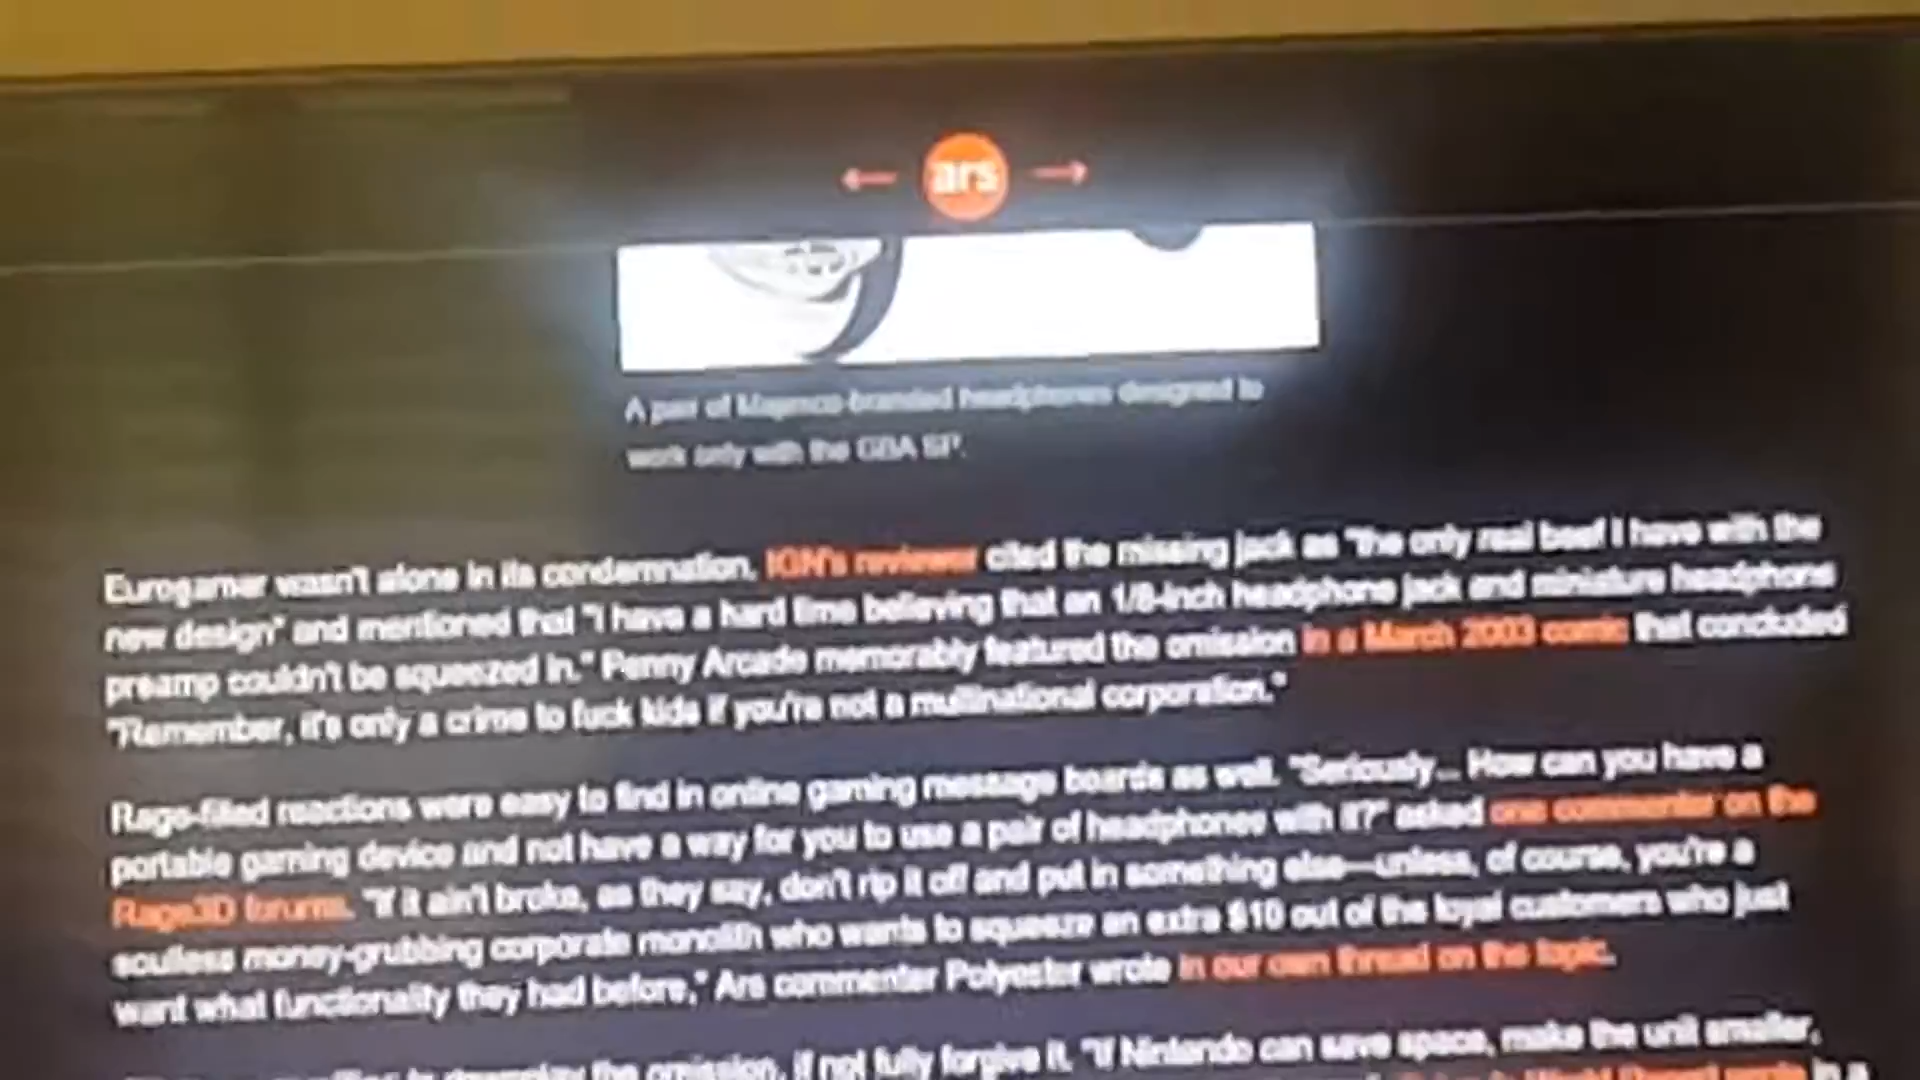 ars
A pair of Majesco-branded headphones designed to
work only with the GBA SP.
Eurogamer wasn't alone in its condemnation. IGN's reviewer cited the missing jack as "the only real beef I have with the
new design" and mentioned that "I have a hard time believing that an 1/8-inch headphone jack and miniature headphone
preamp couldn't be squeezed in." Penny Arcade memorably featured the omission in a March 2003 comic that concluded
"Remember, it's only a crime to fuck kids if you're not a multinational corporation."
Rage-filled reactions were easy to find in online gaming message boards as well. "Seriously... How can you have a
portable gaming device and not have a way for you to use a pair of headphones with it?" asked one commenter on the
Rage3D forums. "If it ain't broke, as they say, don't rip it off and put in something else—unless, of course, you're a
soulless money-grubbing corporate monolith who wants to squeeze an extra $10 out of the loyal customers who just
want what functionality they had before," Ars commenter Polyester wrote in our own thread on the topic.
to downplay the omission, if not fully forgive it. "If Nintendo can save space, make the unit smaller,
in a